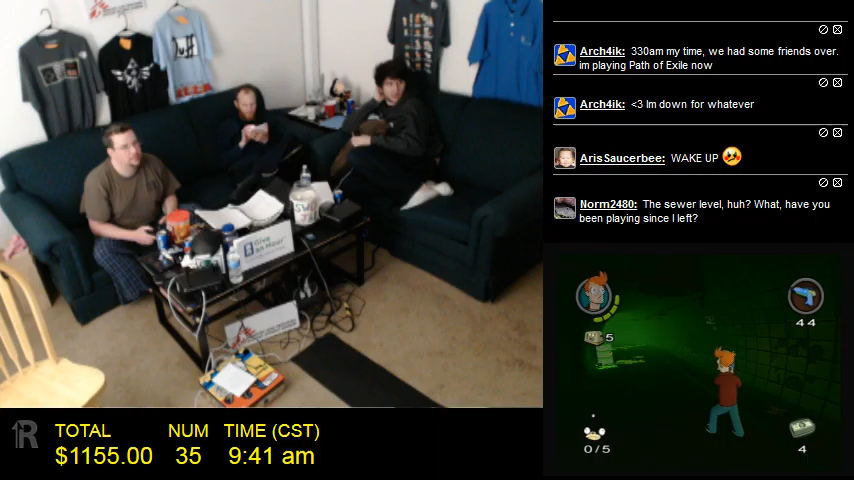 Arch4ik: 330am my time, we had some friends over.
im playing Path of Exile now
Arch4ik: <3 Im down for whatever
ArisSaucerbee: WAKE UP
Norm2480: The sewer level, huh? What, have you
been playing since I left?
Duff
Give
an Hour
44
5
0/5
4
R
TOTAL NUM TIME (CST)
$1155.00 35 9:41 am